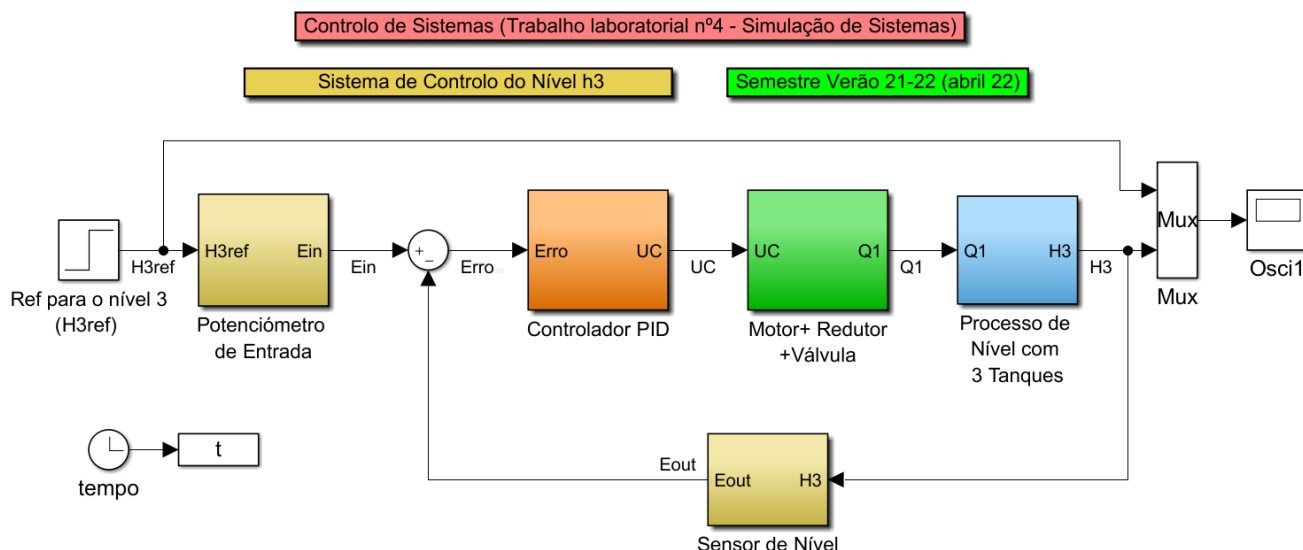 Controlo de Sistemas (Trabalho laboratorial nº4 - Simulação de Sistemas)
Sistema de Controlo do Nível h3
Semestre Verão 21-22 (abril 22)
H3ref
Ref para o nível 3
(H3ref)
H3ref
Ein
Potenciómetro
de Entrada
Ein
+
−
Erro
Erro
UC
Controlador PID
UC
UC
Q1
Motor+ Redutor
+Válvula
Q1
Q1
H3
Processo de
Nível com
3 Tanques
H3
Mux
Mux
Osci1
tempo
t
Eout
Eout
H3
Sensor de Nível